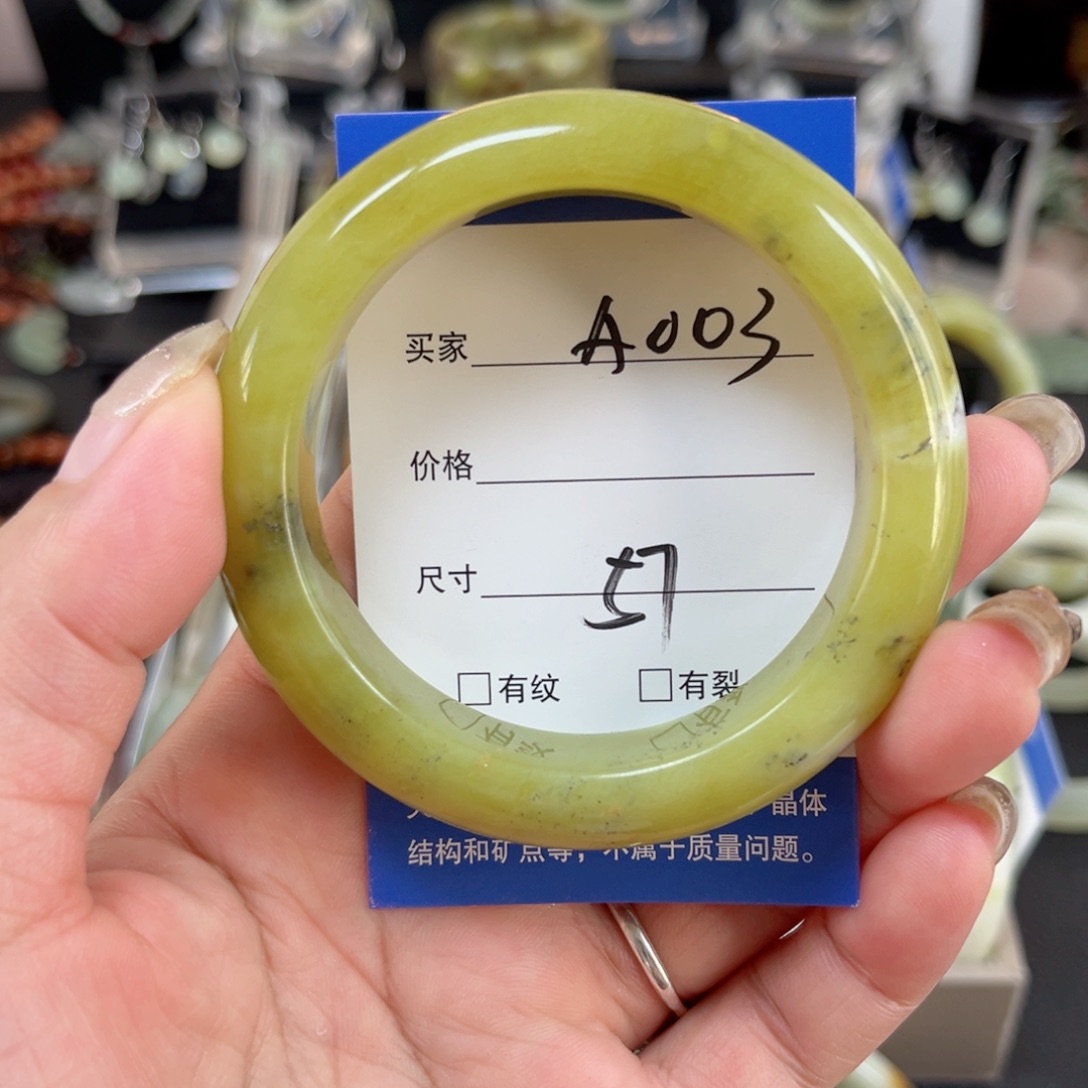 买家 A003
价格
尺寸 57
□有纹 □有裂
晶体
结构和矿点等，不属于质量问题。